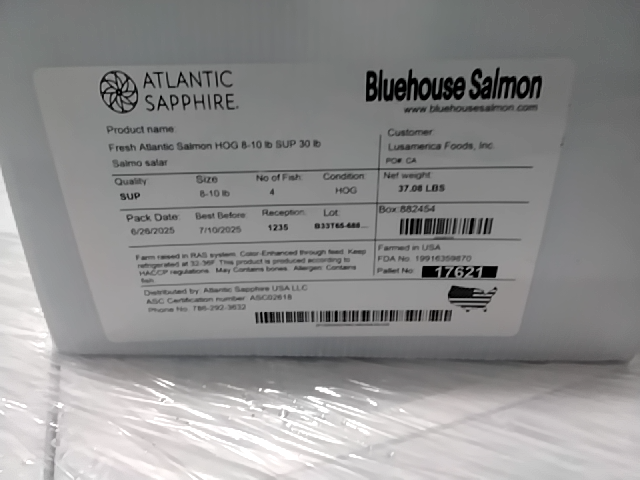 ATLANTIC
SAPPHIRE.
Bluehouse Salmon
www.bluehousesalmon.com
Product name:
Fresh Atlantic Salmon HOG 8-10 lb SUP 30 lb
Salmo salar
Customer:
Lusamerica Foods, Inc.
PO#: CA
Quality
Size
No of Fish:
Condition:
SUP
8-10 lb
4
HOG
Net weight:
37.08 LBS
Pack Date:
Best Before:
Reception:
Lot:
6/26/2025
7/10/2025
1235
Box:882454
Farm raised in RAS system. Color-Enhanced through feed. Keep
refrigerated at 32-36F This product is produced according to
HACCP regulations. May Contains bones. Allergen: Contains
fish.
Farmed in USA
FDA No. 19916359870
Pallet No: 17621
Distributed by: Atlantic Sapphire USA LLC
ASC Certification number: ASC02618
Phone No: 786-292-3632